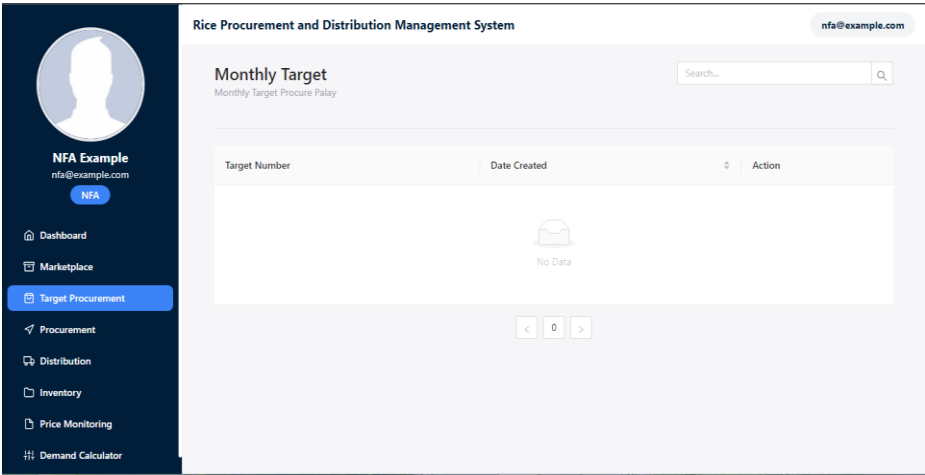 Rice Procurement and Distribution Management System
nfa@example.com
NFA Example
nfa@example.com
NFA
Dashboard
Marketplace
Target Procurement
Procurement
Distribution
Inventory
Price Monitoring
Demand Calculator
Monthly Target
Monthly Target Procure Palay
Search...
Target Number Date Created Action
No Data
< 0 >